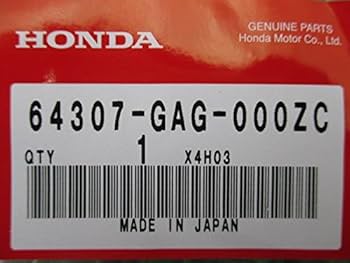 HONDA
GENUINE PARTS
Honda Motor Co., Ltd.
64307-GAG-000ZC
QTY 1 X4H03
MADE IN JAPAN